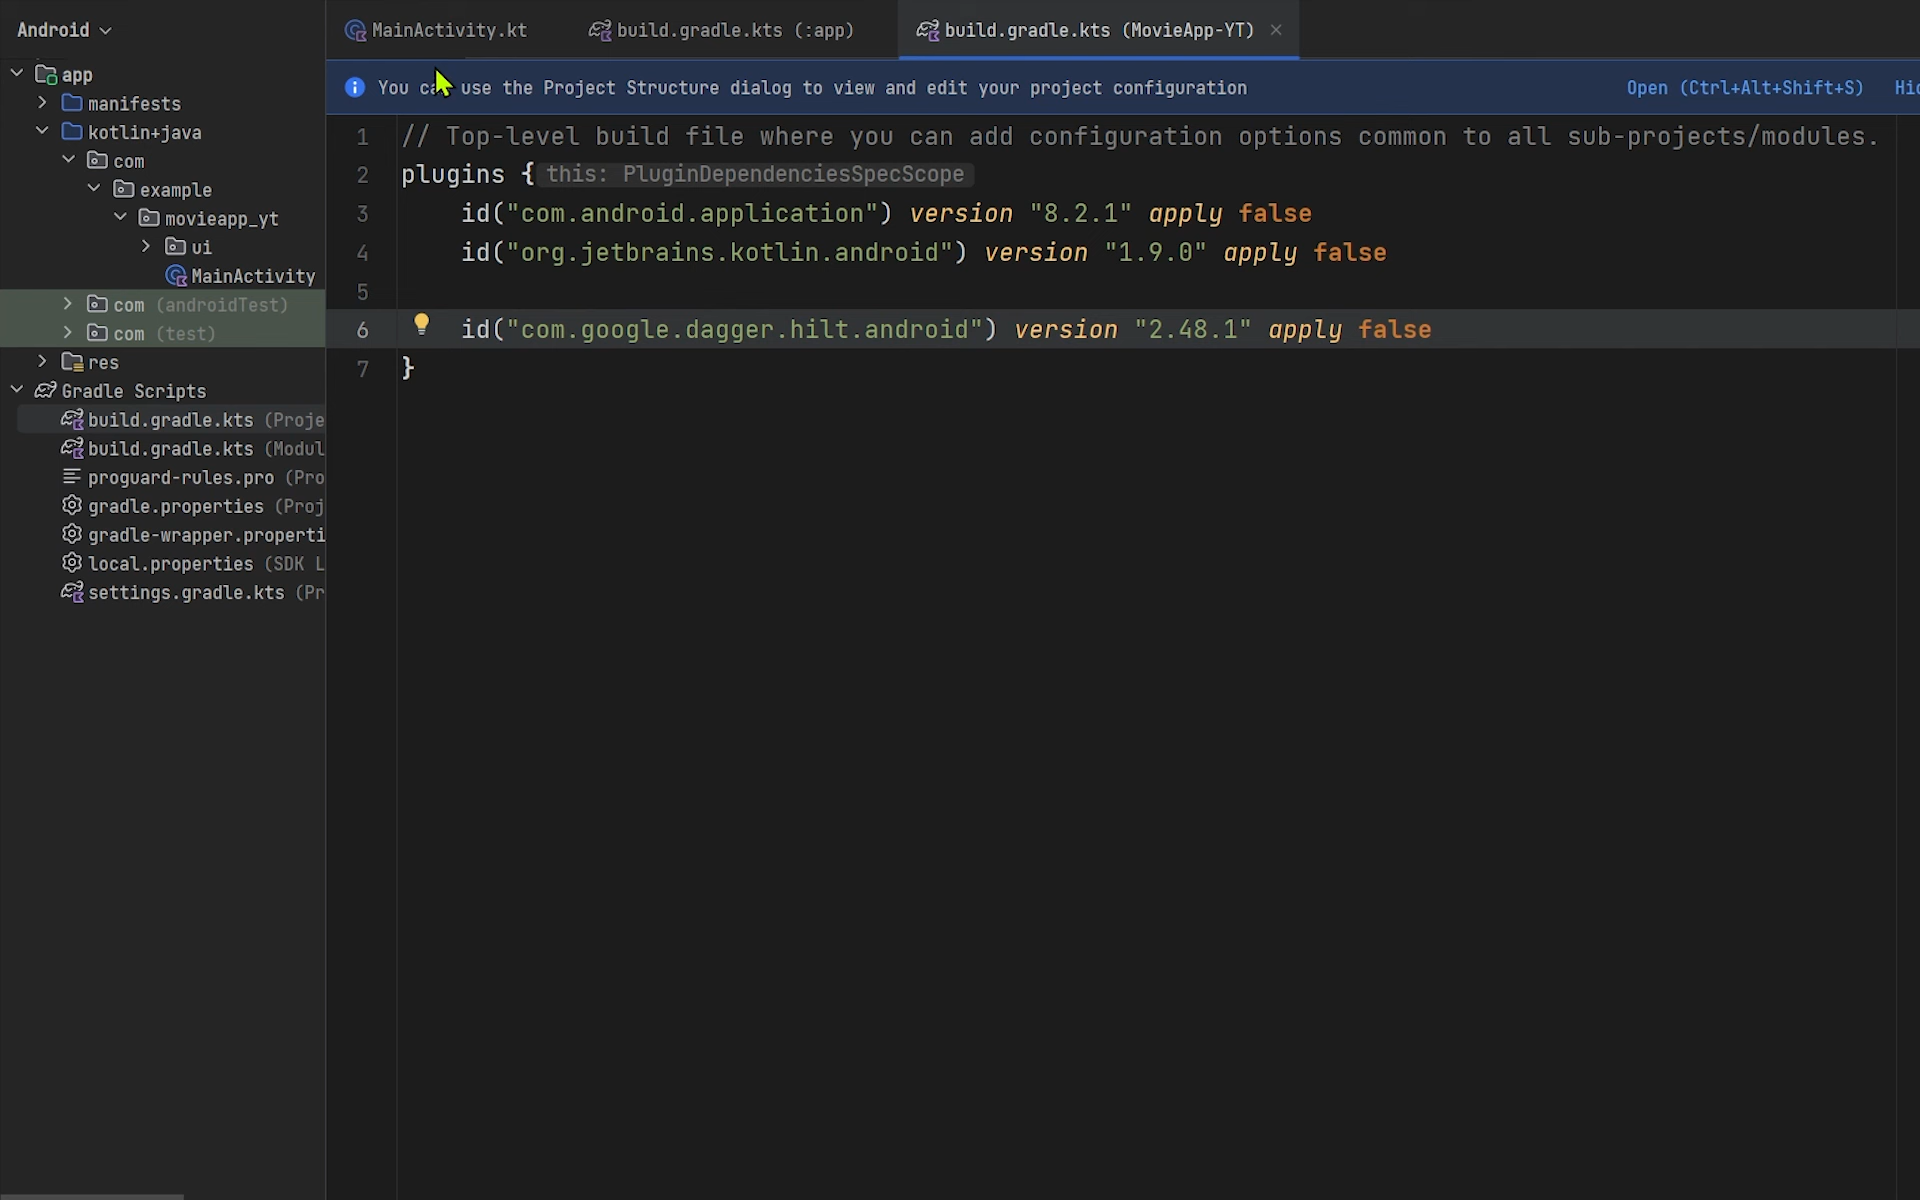 Android
MainActivity.kt
build.gradle.kts (:app)
build.gradle.kts (MovieApp-YT)
You can use the Project Structure dialog to view and edit your project configuration
Open (Ctrl+Alt+Shift+S)
Hid
app
manifests
kotlin+java
com
example
movieapp_yt
ui
MainActivity
com (androidTest)
com (test)
res
Gradle Scripts
build.gradle.kts (Proje
build.gradle.kts (Modul
proguard-rules.pro (Pro
gradle.properties (Proj
gradle-wrapper.properti
local.properties (SDK L
settings.gradle.kts (Pr
1 // Top-level build file where you can add configuration options common to all sub-projects/modules.
2 plugins { this: PluginDependenciesSpecScope
3 id("com.android.application") version "8.2.1" apply false
4 id("org.jetbrains.kotlin.android") version "1.9.0" apply false
5
6 id("com.google.dagger.hilt.android") version "2.48.1" apply false
7 }